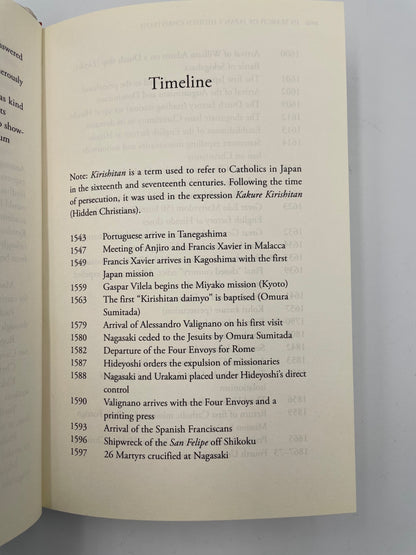 swered
erously
as kind
ts
o show-
um
Timeline
Note: Kirishitan is a term used to refer to Catholics in Japan
in the sixteenth and seventeenth centuries. Following the time
of persecution, it was used in the expression Kakure Kirishitan
(Hidden Christians).
1543 Portuguese arrive in Tanegashima
1547 Meeting of Anjiro and Francis Xavier in Malacca
1549 Francis Xavier arrives in Kagoshima with the first
Japan mission
1559 Gaspar Vilela begins the Miyako mission (Kyoto)
1563 The first "Kirishitan daimyo" is baptised (Omura
Sumitada)
1579 Arrival of Alessandro Valignano on his first visit
1580 Nagasaki ceded to the Jesuits by Omura Sumitada
1582 Departure of the Four Envoys for Rome
1587 Hideyoshi orders the expulsion of missionaries
1588 Nagasaki and Urakami placed under Hideyoshi's direct
control
1590 Valignano arrives with the Four Envoys and a
printing press
1593 Arrival of the Spanish Franciscans
1596 Shipwreck of the San Felipe off Shikoku
1597 26 Martyrs crucified at Nagasaki